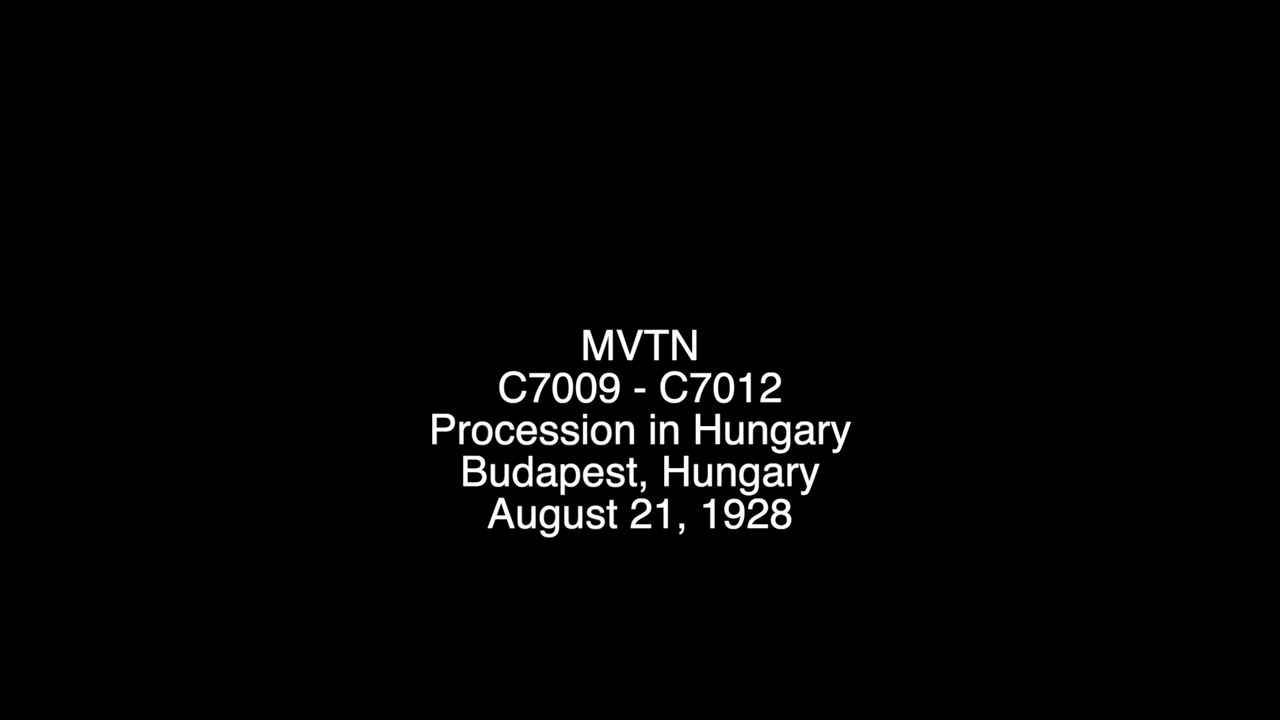 MVTN
C7009 - C7012
Procession in Hungary
Budapest, Hungary
August 21, 1928